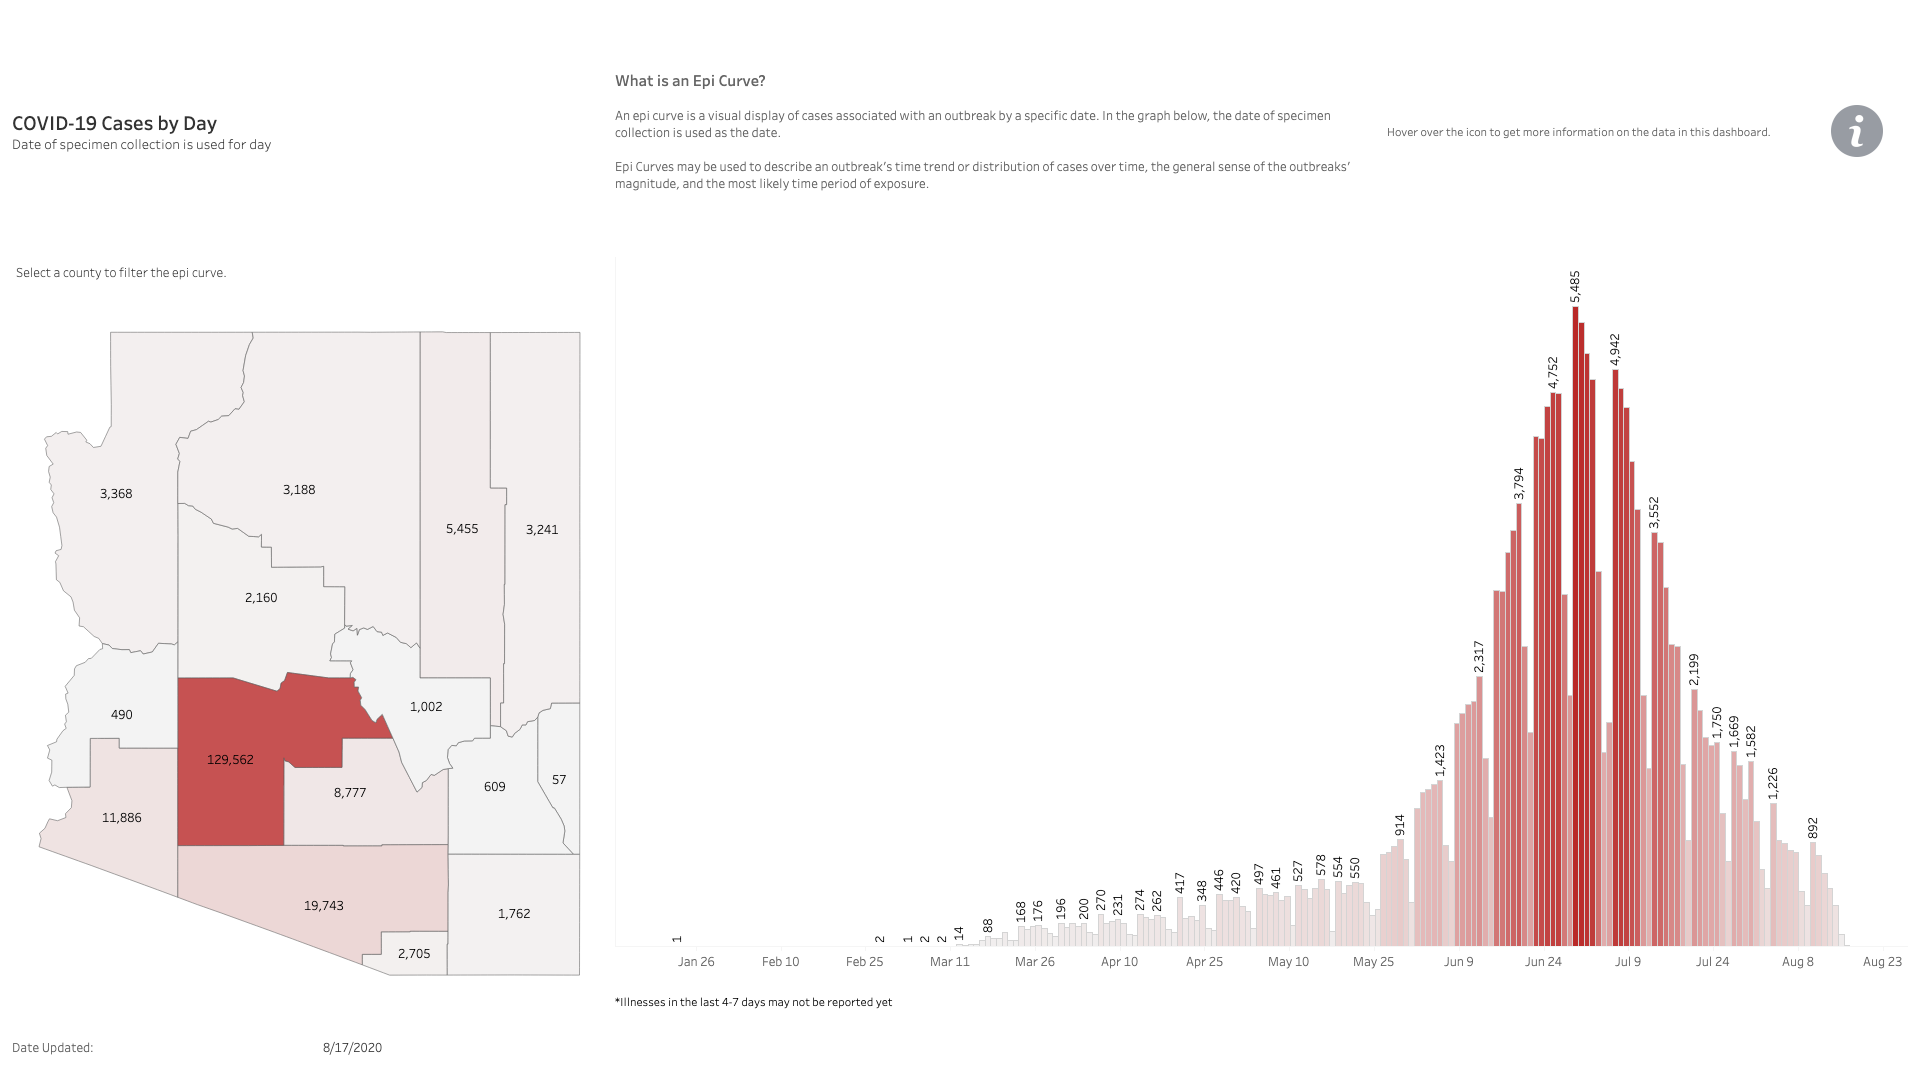 What is an Epi Curve?
COVID-19 Cases by Day
Date of specimen collection is used for day
An epi curve is a visual display of cases associated with an outbreak by a specific date. In the graph below, the date of specimen
collection is used as the date.
Epi Curves may be used to describe an outbreak's time trend or distribution of cases over time, the general sense of the outbreaks'
magnitude, and the most likely time period of exposure.
Hover over the icon to get more information on the data in this dashboard.
i
Select a county to filter the epi curve.
3,368
3,188
5,455
3,241
2,160
490
1,002
129,562
8,777
609
57
11,886
19,743
1,762
2,705
1
2
1
2
2
14
88
168
176
196
200
270
231
274
262
417
348
446
420
497
461
527
578
554
550
914
1,423
2,317
3,794
4,752
5,485
4,942
3,552
2,199
1,750
1,669
1,582
1,226
892
Jan 26
Feb 10
Feb 25
Mar 11
Mar 26
Apr 10
Apr 25
May 10
May 25
Jun 9
Jun 24
Jul 9
Jul 24
Aug 8
Aug 23
*Illnesses in the last 4-7 days may not be reported yet
Date Updated: 8/17/2020